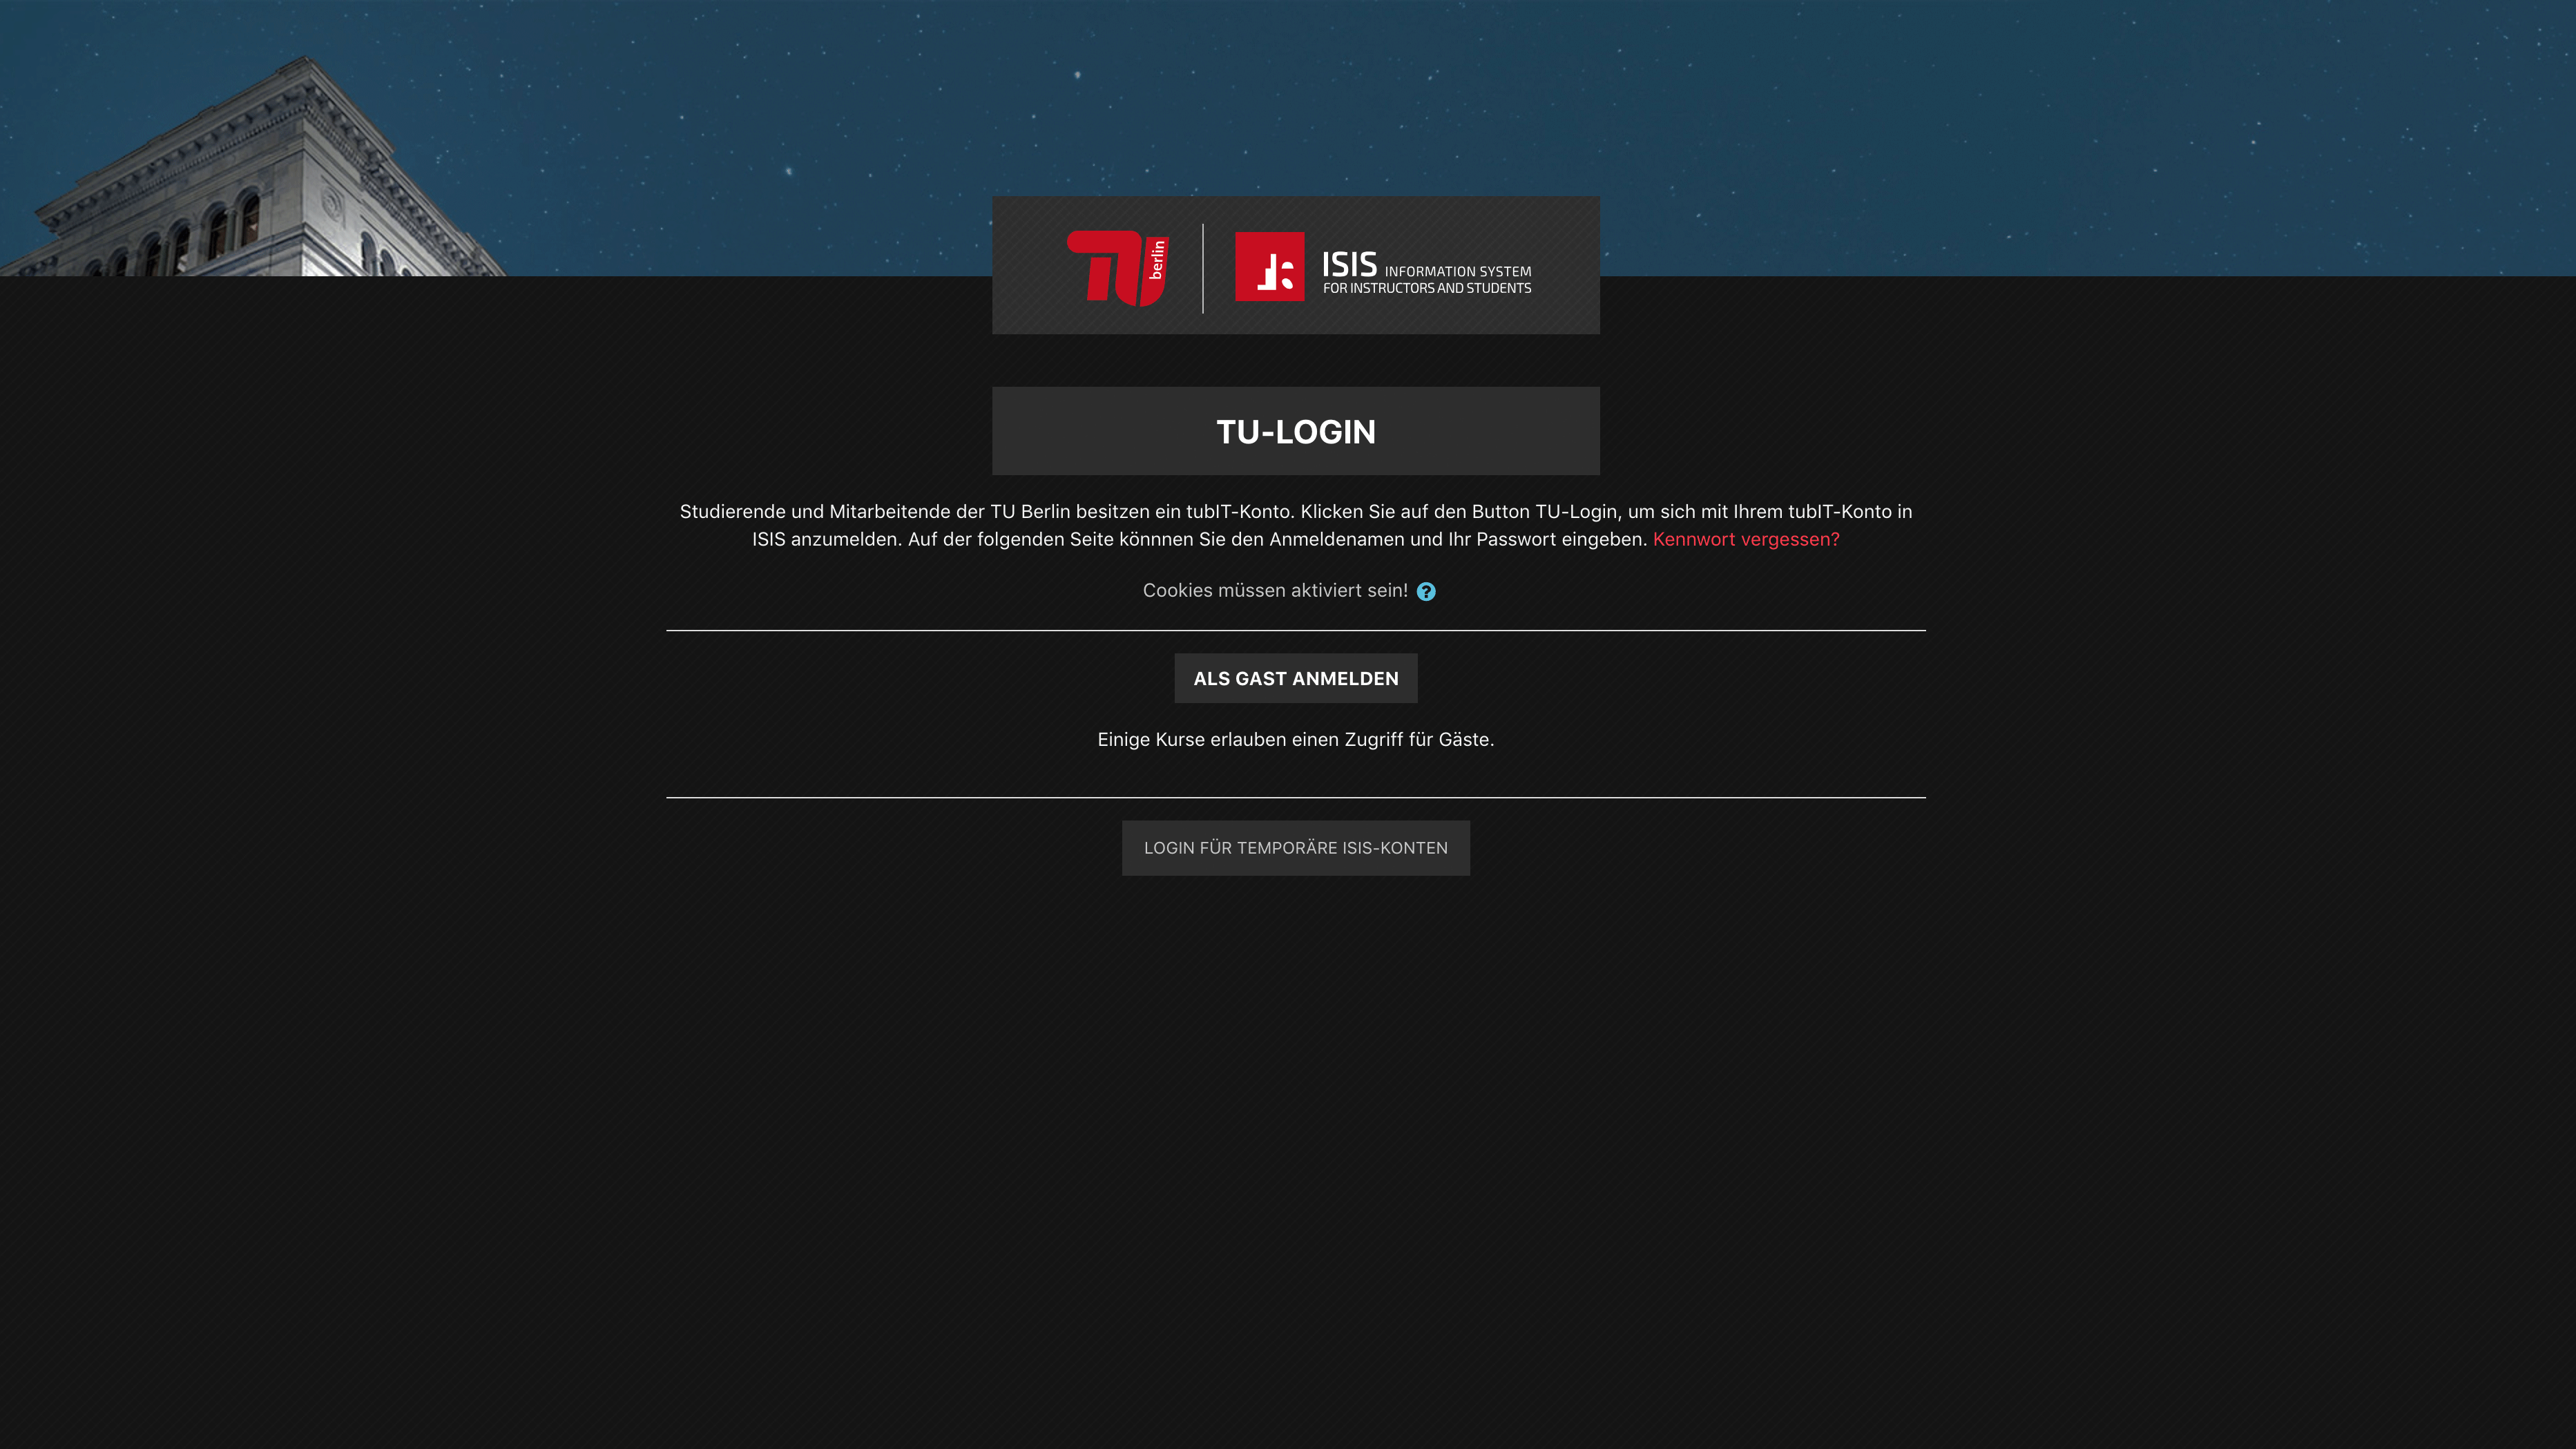 berlin
ISIS INFORMATION SYSTEM
FOR INSTRUCTORS AND STUDENTS
TU-LOGIN
Studierende und Mitarbeitende der TU Berlin besitzen ein tubIT-Konto. Klicken Sie auf den Button TU-Login, um sich mit Ihrem tubIT-Konto in
ISIS anzumelden. Auf der folgenden Seite könnnen Sie den Anmeldenamen und Ihr Passwort eingeben. Kennwort vergessen?
Cookies müssen aktiviert sein! ?
ALS GAST ANMELDEN
Einige Kurse erlauben einen Zugriff für Gäste.
LOGIN FÜR TEMPORÄRE ISIS-KONTEN